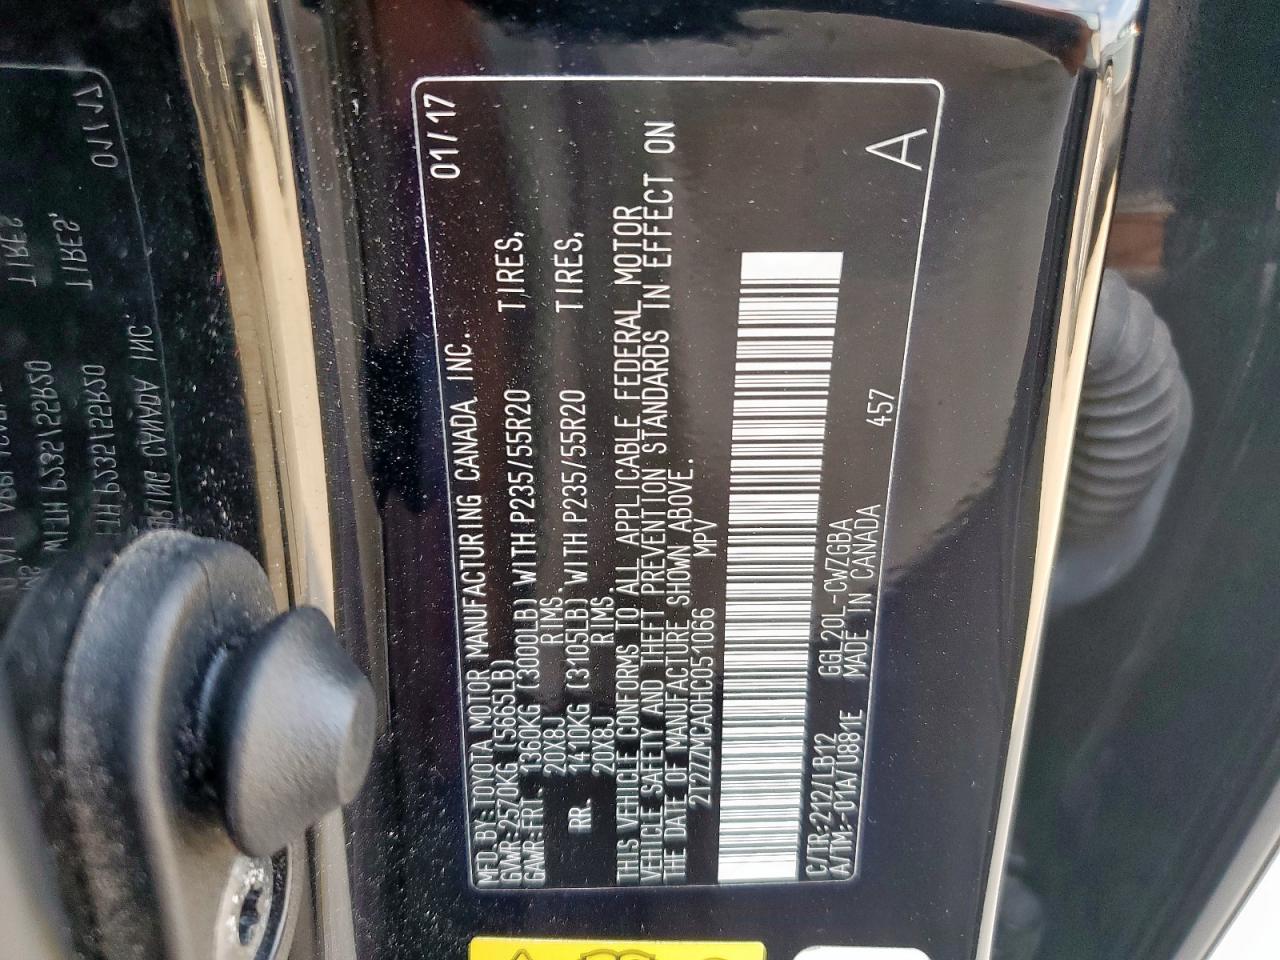 MFD.BY:TOYOTA MOTOR MANUFACTURING CANADA INC. 01/17
GVWR:2570KG (5665LB)
GAWR:FRT. 1360KG (3000LB) WITH P235/55R20 TIRES,
20X8J RIMS.
RR. 1410KG (3105LB) WITH P235/55R20 TIRES,
20X8J RIMS.
THIS VEHICLE CONFORMS TO ALL APPLICABLE FEDERAL MOTOR
VEHICLE SAFETY AND THEFT PREVENTION STANDARDS IN EFFECT ON
THE DATE OF MANUFACTURE SHOWN ABOVE.
2T2ZZMCA0HC051066 MPV
C/TR:212/LB12 GGL20L-CWZGBA
A/TM:-01A/U881E MADE IN CANADA 457
A